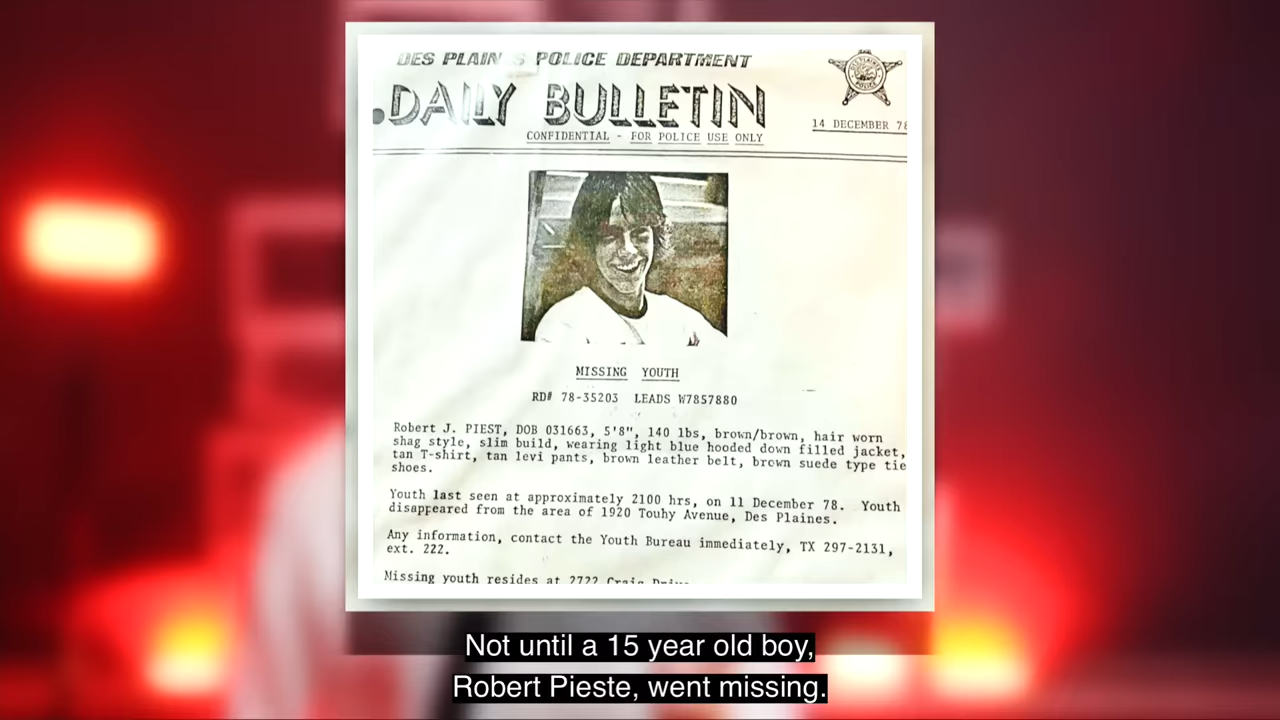 DES PLAIN S POLICE DEPARTMENT
DAILY BULLETIN
CONFIDENTIAL - FOR POLICE USE ONLY
14 DECEMBER 78
MISSING YOUTH
RD# 78-35203 LEADS W7857880
Robert J. PIEST, DOB 031663, 5'8", 140 lbs, brown/brown, hair worn
shag style, slim build, wearing light blue hooded down filled jacket,
tan T-shirt, tan levi pants, brown leather belt, brown suede type tie
shoes.
Youth last seen at approximately 2100 hrs, on 11 December 78. Youth
disappeared from the area of 1920 Touhy Avenue, Des Plaines.
Any information, contact the Youth Bureau immediately, TX 297-2131,
ext. 222.
Missing youth resides at 2722 Craig Drive
Not until a 15 year old boy,
Robert Pieste, went missing.